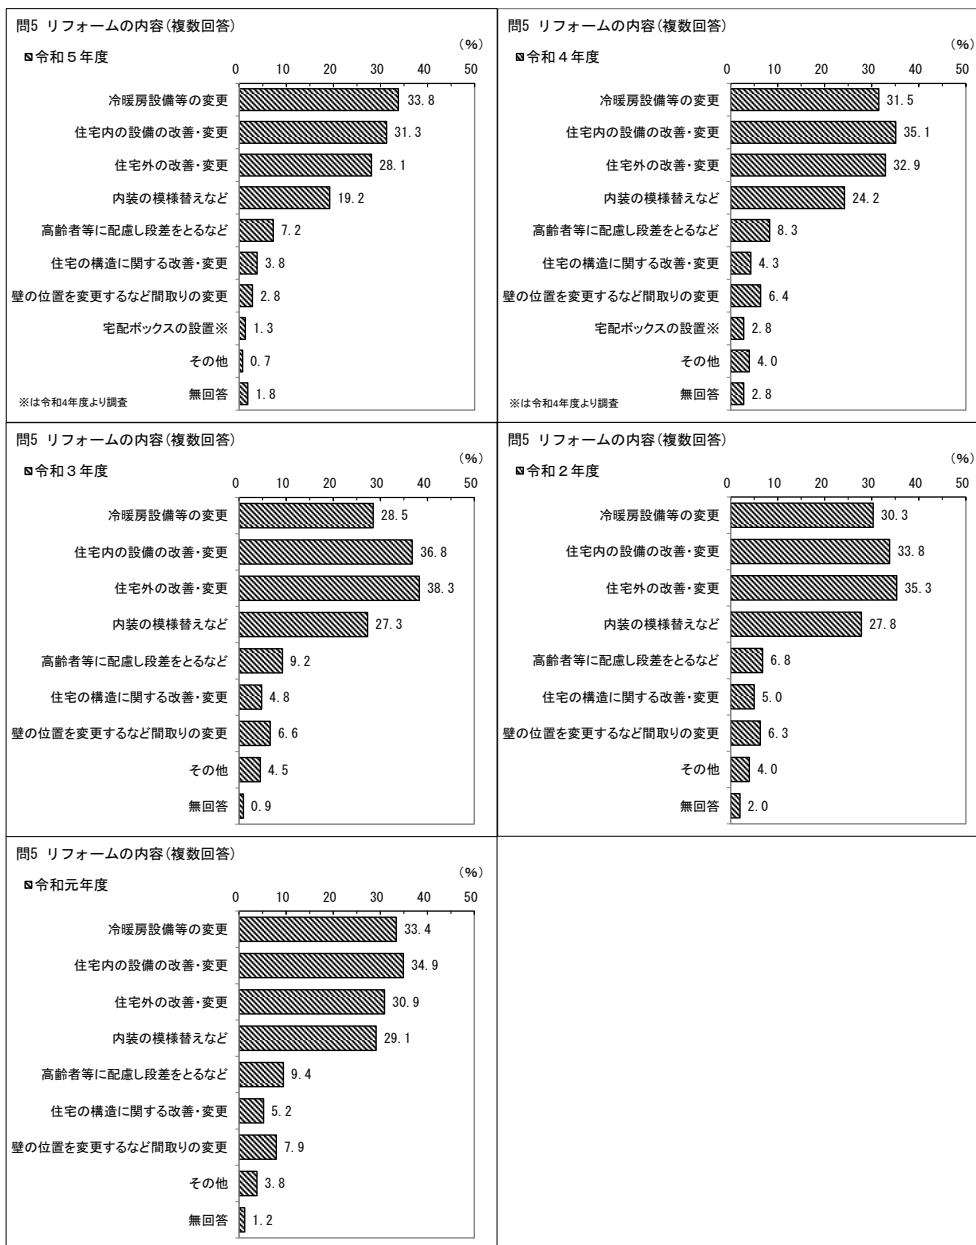 問5 リフォームの内容(複数回答)
(%)
令和5年度
0 10 20 30 40 50
冷暖房設備等の変更 33.8
住宅内の設備の改善・変更 31.3
住宅外の改善・変更 28.1
内装の模様替えなど 19.2
高齢者等に配慮し段差をとるなど 7.2
住宅の構造に関する改善・変更 3.8
壁の位置を変更するなど間取りの変更 2.8
宅配ボックスの設置※ 1.3
その他 0.7
無回答 1.8
※は令和4年度より調査
問5 リフォームの内容(複数回答)
(%)
令和4年度
0 10 20 30 40 50
冷暖房設備等の変更 31.5
住宅内の設備の改善・変更 35.1
住宅外の改善・変更 32.9
内装の模様替えなど 24.2
高齢者等に配慮し段差をとるなど 8.3
住宅の構造に関する改善・変更 4.3
壁の位置を変更するなど間取りの変更 6.4
宅配ボックスの設置※ 2.8
その他 4.0
無回答 2.8
※は令和4年度より調査
問5 リフォームの内容(複数回答)
(%)
令和3年度
0 10 20 30 40 50
冷暖房設備等の変更 28.5
住宅内の設備の改善・変更 36.8
住宅外の改善・変更 38.3
内装の模様替えなど 27.3
高齢者等に配慮し段差をとるなど 9.2
住宅の構造に関する改善・変更 4.8
壁の位置を変更するなど間取りの変更 6.6
その他 4.5
無回答 0.9
問5 リフォームの内容(複数回答)
(%)
令和2年度
0 10 20 30 40 50
冷暖房設備等の変更 30.3
住宅内の設備の改善・変更 33.8
住宅外の改善・変更 35.3
内装の模様替えなど 27.8
高齢者等に配慮し段差をとるなど 6.8
住宅の構造に関する改善・変更 5.0
壁の位置を変更するなど間取りの変更 6.3
その他 4.0
無回答 2.0
問5 リフォームの内容(複数回答)
(%)
令和元年度
0 10 20 30 40 50
冷暖房設備等の変更 33.4
住宅内の設備の改善・変更 34.9
住宅外の改善・変更 30.9
内装の模様替えなど 29.1
高齢者等に配慮し段差をとるなど 9.4
住宅の構造に関する改善・変更 5.2
壁の位置を変更するなど間取りの変更 7.9
その他 3.8
無回答 1.2